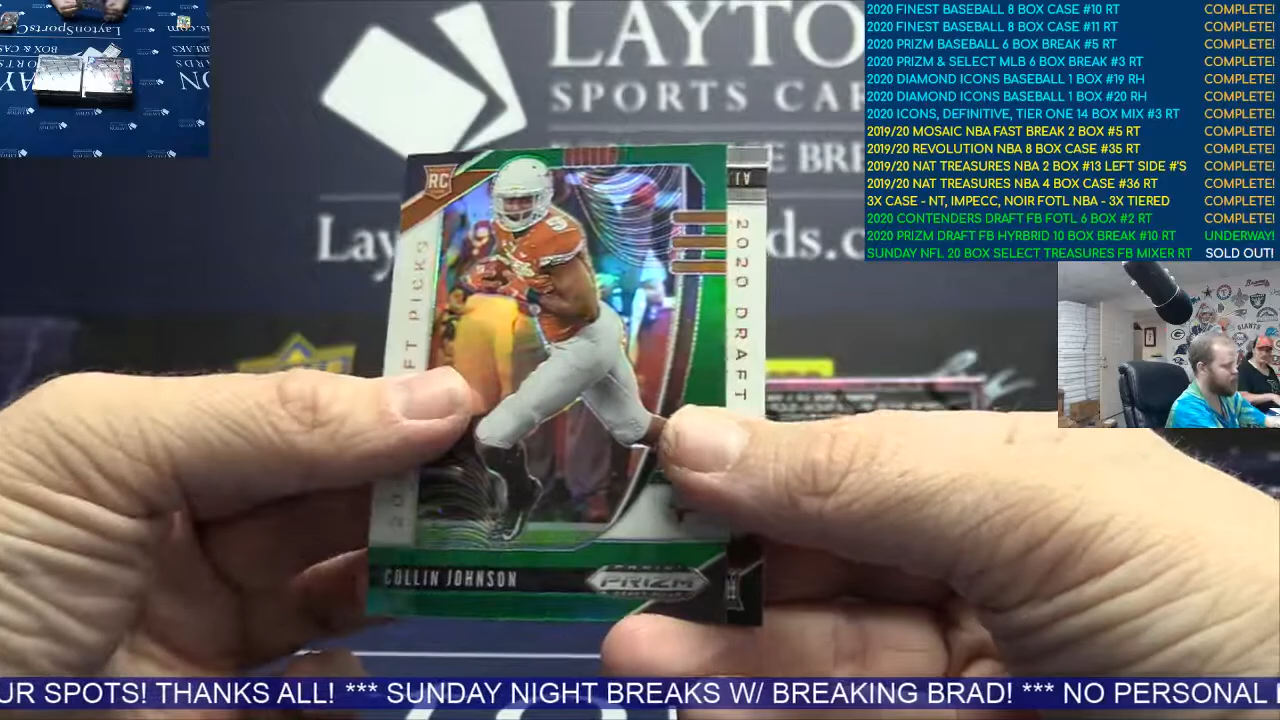 LAYTO
SPORTS CA
E BRE
Lay
ds.c
2020 FINEST BASEBALL 8 BOX CASE #10 RT COMPLETE!
2020 FINEST BASEBALL 8 BOX CASE #11 RT COMPLETE!
2020 PRIZM BASEBALL 6 BOX BREAK #5 RT COMPLETE!
2020 PRIZM & SELECT MLB 6 BOX BREAK #3 RT COMPLETE!
2020 DIAMOND ICONS BASEBALL 1 BOX #19 RH COMPLETE!
2020 DIAMOND ICONS BASEBALL 1 BOX #20 RH COMPLETE!
2020 ICONS, DEFINITIVE, TIER ONE 14 BOX MIX #3 RT COMPLETE!
2019/20 MOSAIC NBA FAST BREAK 2 BOX #5 RT COMPLETE!
2019/20 REVOLUTION NBA 8 BOX CASE #35 RT COMPLETE!
2019/20 NAT TREASURES NBA 2 BOX #13 LEFT SIDE #'S COMPLETE!
2019/20 NAT TREASURES NBA 4 BOX CASE #36 RT COMPLETE!
3X CASE - NT, IMPECC, NOIR FOTL NBA - 3X TIERED COMPLETE!
2020 CONTENDERS DRAFT FB FOTL 6 BOX #2 RT COMPLETE!
2020 PRIZM DRAFT FB HYRBRID 10 BOX BREAK #10 RT UNDERWAY!
SUNDAY NFL 20 BOX SELECT TREASURES FB MIXER RT SOLD OUT!
RC
FT PICKS
2020 DRAFT
COLLIN JOHNSON
PRIZM
GIANTS
UR SPOTS! THANKS ALL! *** SUNDAY NIGHT BREAKS W/ BREAKING BRAD! *** NO PERSONAL